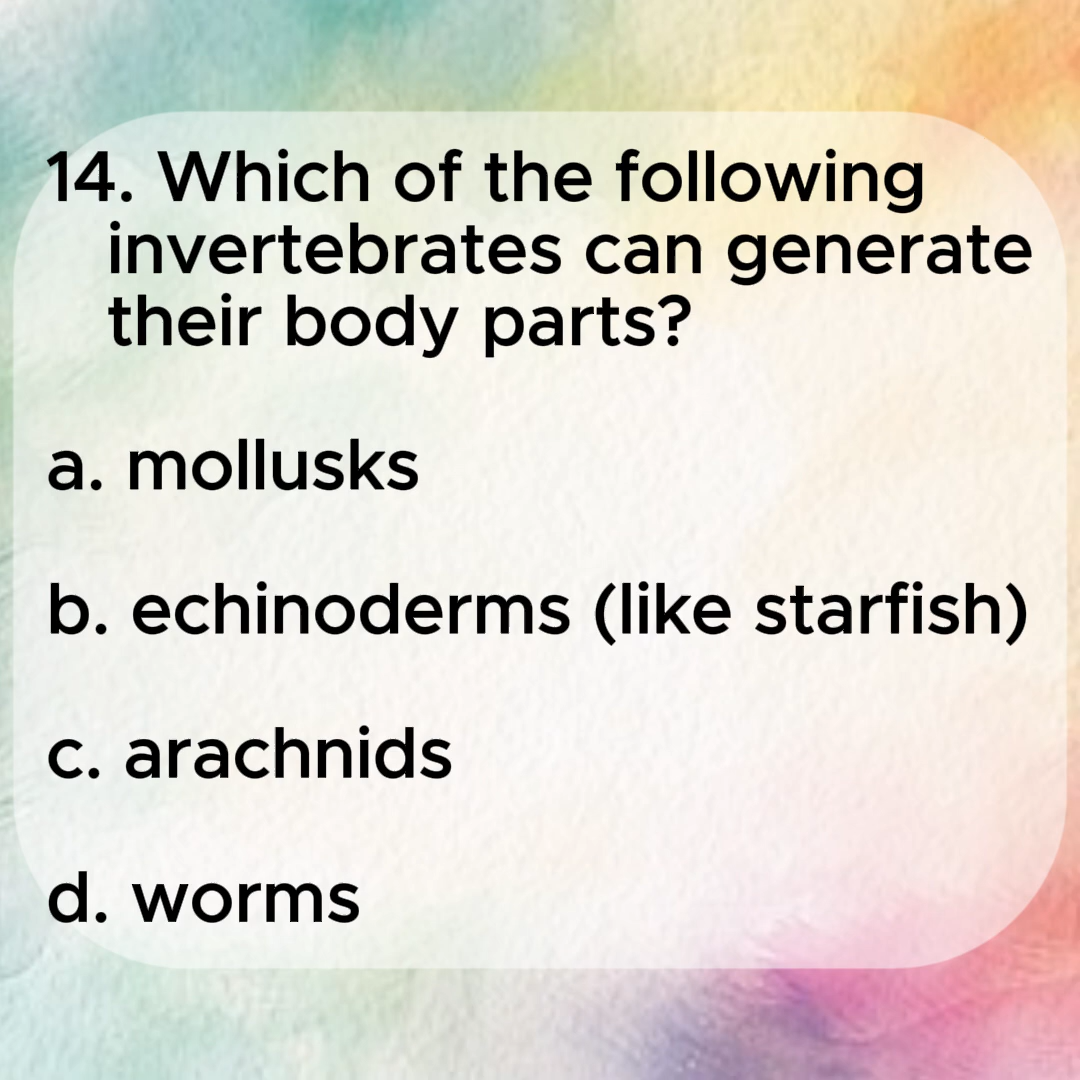 14. Which of the following
invertebrates can generate
their body parts?
a. mollusks
b. echinoderms (like starfish)
c. arachnids
d. worms